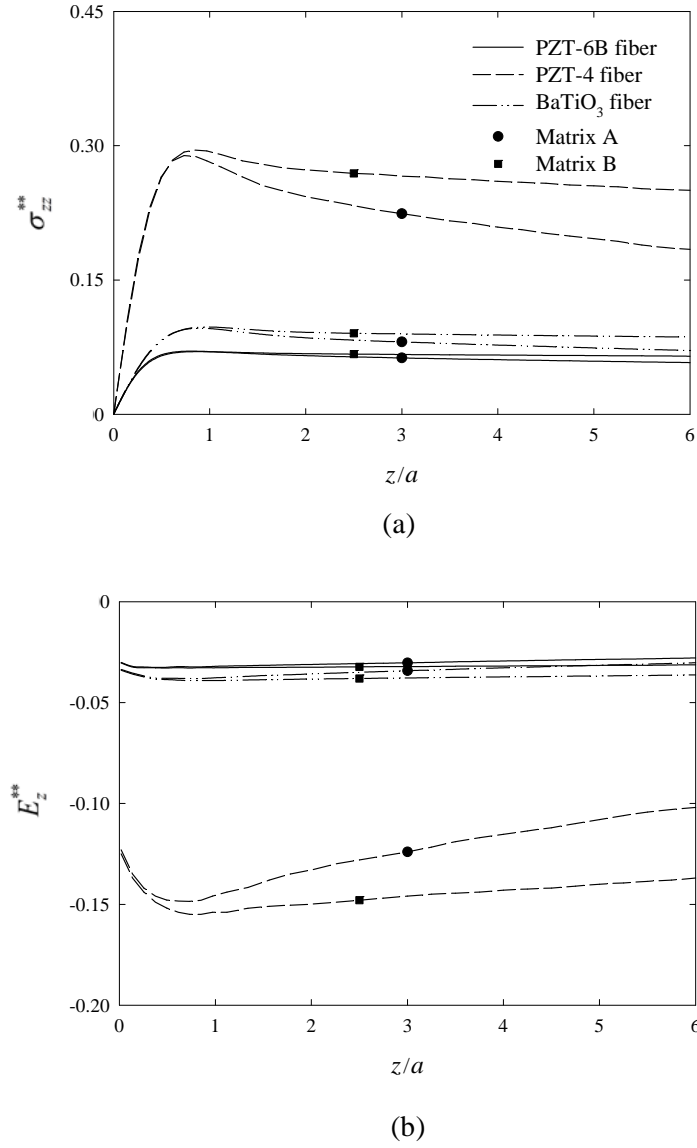 0.45
PZT-6B fiber
PZT-4 fiber
BaTiO₃ fiber
Matrix A
Matrix B
0.30
σzz**
0.15
0
0 1 2 3 4 5 6
z/a
(a)
0
-0.05
-0.10
Ez**
-0.15
-0.20
0 1 2 3 4 5 6
z/a
(b)